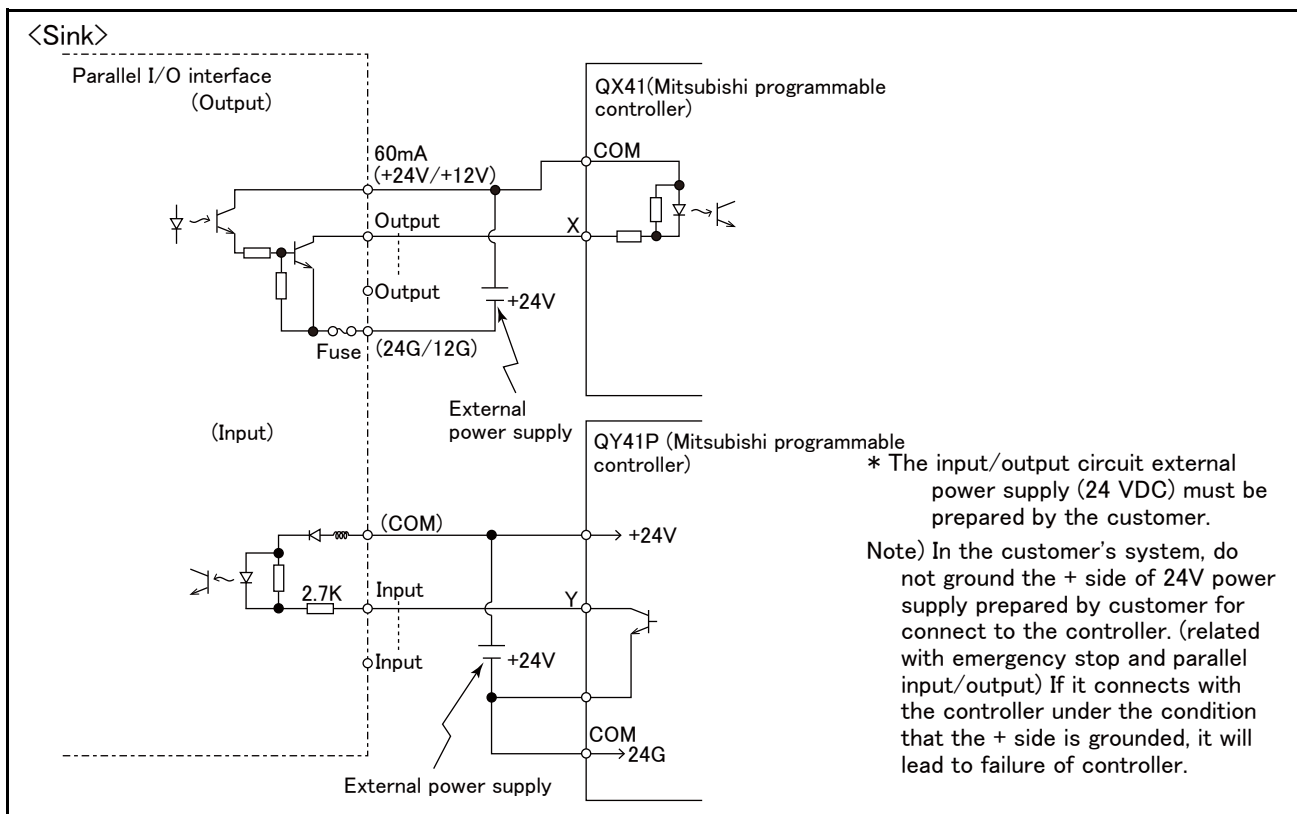 <Sink>
Parallel I/O interface
(Output)
QX41(Mitsubishi programmable
controller)
60mA
(+24V/+12V)
COM
Output
X
Output
+24V
Fuse
(24G/12G)
External
power supply
(Input)
QY41P (Mitsubishi programmable
controller)
(COM)
+24V
2.7K
Input
Y
Input
+24V
COM
24G
External power supply
* The input/output circuit external
power supply (24 VDC) must be
prepared by the customer.
Note) In the customer's system, do
not ground the + side of 24V power
supply prepared by customer for
connect to the controller. (related
with emergency stop and parallel
input/output) If it connects with
the controller under the condition
that the + side is grounded, it will
lead to failure of controller.